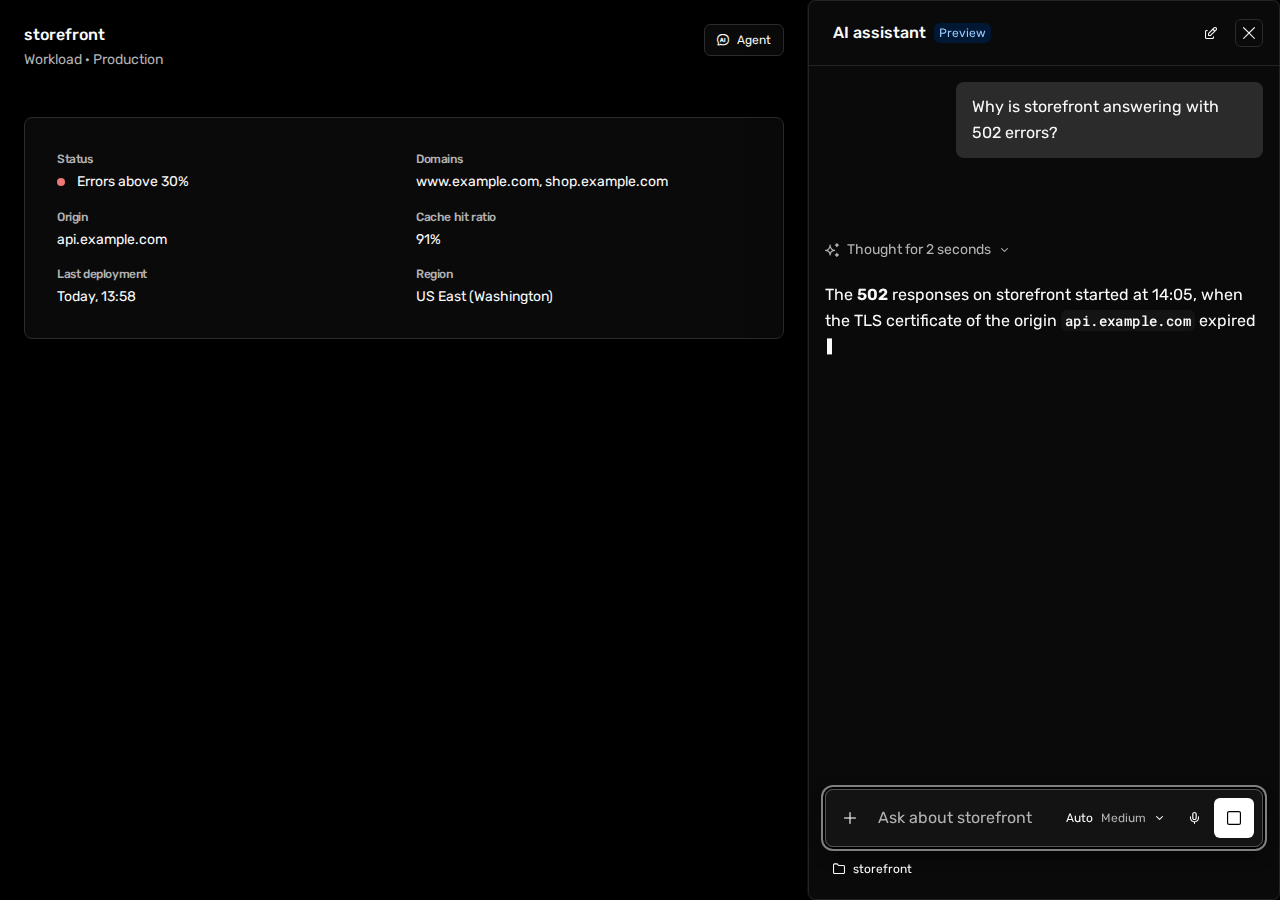 storefront
Workload • Production
Agent
Status
Errors above 30%
Domains
www.example.com, shop.example.com
Origin
api.example.com
Cache hit ratio
91%
Last deployment
Today, 13:58
Region
US East (Washington)
AI assistant
Preview
Why is storefront answering with
502 errors?
Thought for 2 seconds
The 502 responses on storefront started at 14:05, when
the TLS certificate of the origin api.example.com expired
Ask about storefront
Auto Medium
storefront